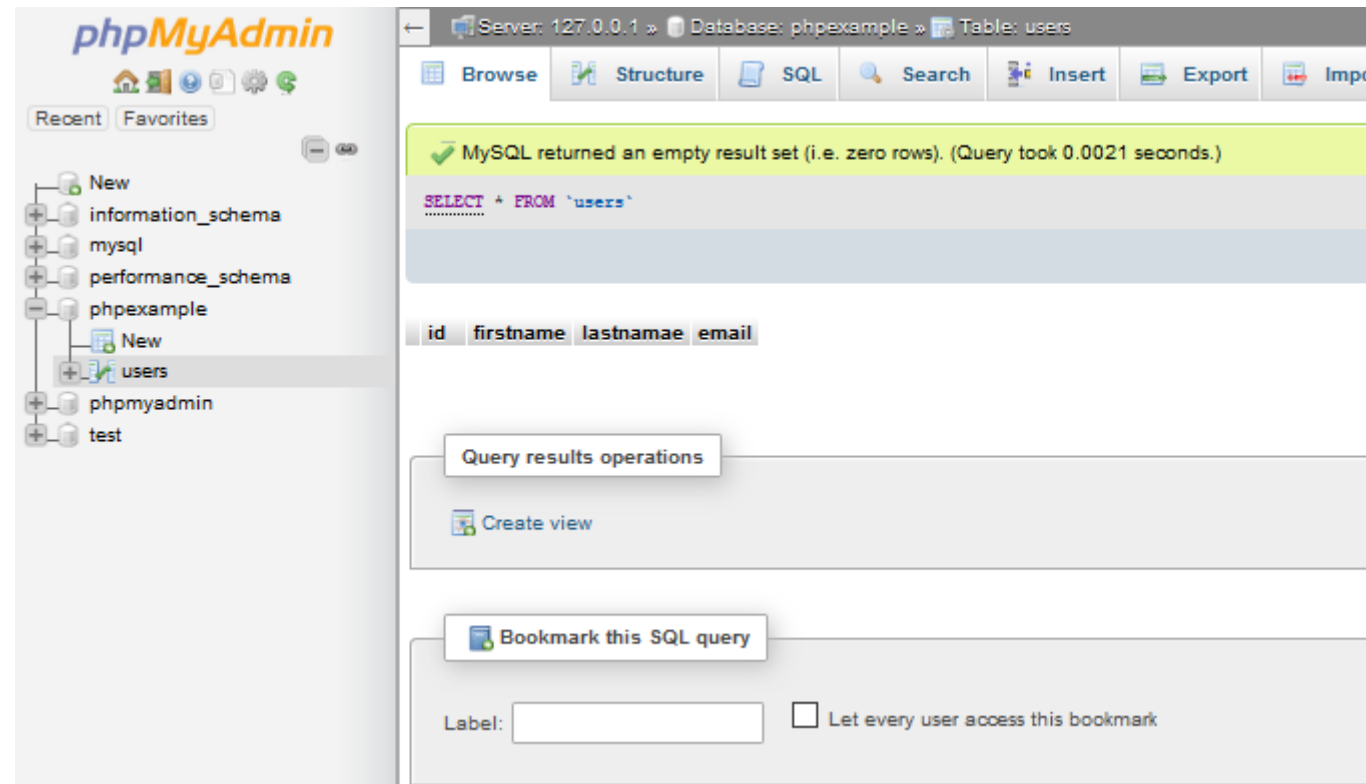 phpMyAdmin
Recent Favorites
New
information_schema
mysql
performance_schema
phpexample
New
users
phpmyadmin
test
Server: 127.0.0.1 » Database: phpexample » Table: users
Browse Structure SQL Search Insert Export Impo
MySQL returned an empty result set (i.e. zero rows). (Query took 0.0021 seconds.)
SELECT * FROM `users`
id firstname lastnamae email
Query results operations
Create view
Bookmark this SQL query
Label: Let every user access this bookmark